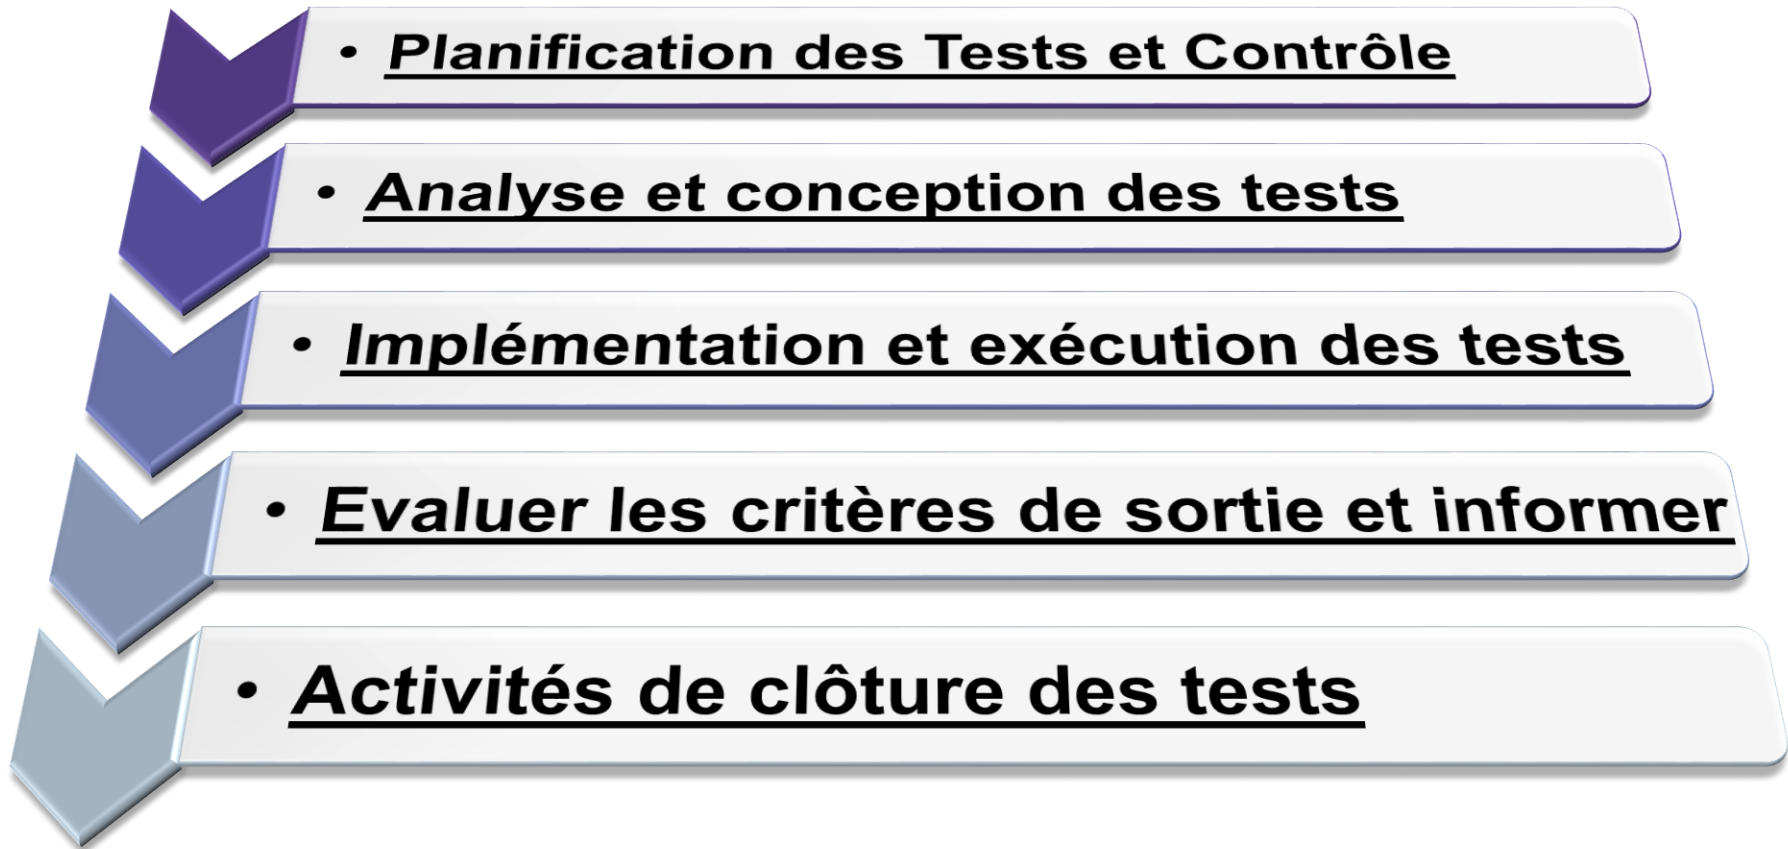 • Planification des Tests et Contrôle
• Analyse et conception des tests
• Implémentation et exécution des tests
• Evaluer les critères de sortie et informer
• Activités de clôture des tests